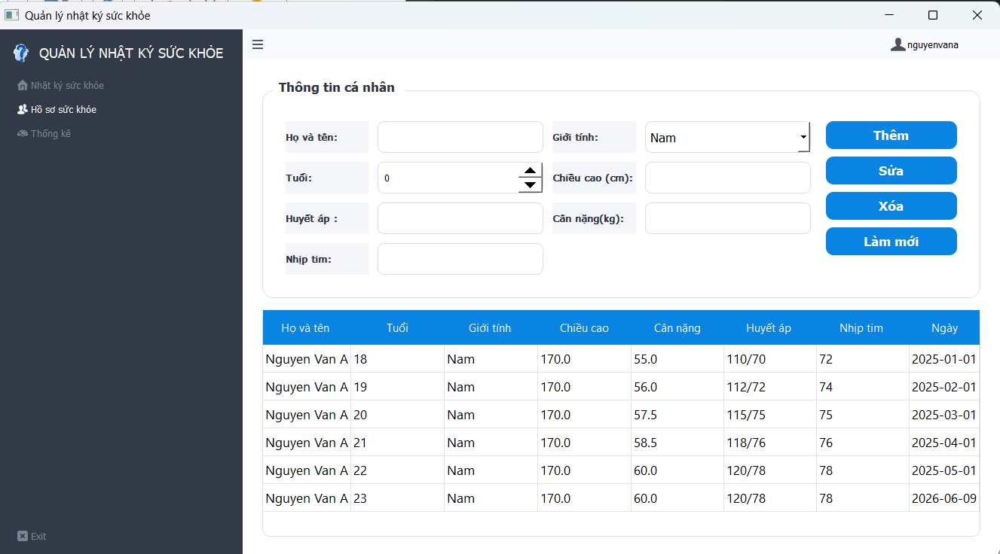 Quản lý nhật ký sức khỏe
QUẢN LÝ NHẬT KÝ SỨC KHỎE
nguyenvana
Nhật ký sức khỏe
Hồ sơ sức khỏe
Thống kê
Exit
Thông tin cá nhân
Họ và tên: Giới tính: Nam Thêm
Tuổi: 0 Chiều cao (cm): Sửa
Huyết áp : Cân nặng(kg): Xóa
Nhịp tim: Làm mới
Họ và tên Tuổi Giới tính Chiều cao Cân nặng Huyết áp Nhịp tim Ngày
Nguyen Van A 18 Nam 170.0 55.0 110/70 72 2025-01-01
Nguyen Van A 19 Nam 170.0 56.0 112/72 74 2025-02-01
Nguyen Van A 20 Nam 170.0 57.5 115/75 75 2025-03-01
Nguyen Van A 21 Nam 170.0 58.5 118/76 76 2025-04-01
Nguyen Van A 22 Nam 170.0 60.0 120/78 78 2025-05-01
Nguyen Van A 23 Nam 170.0 60.0 120/78 78 2026-06-09